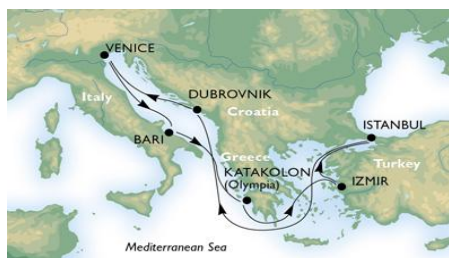 VENICE
Italy
DUBROVNIK
Croatia
BARI
ISTANBUL
Greece
KATAKOLON
(Olympia)
Turkey
IZMIR
Mediterranean Sea